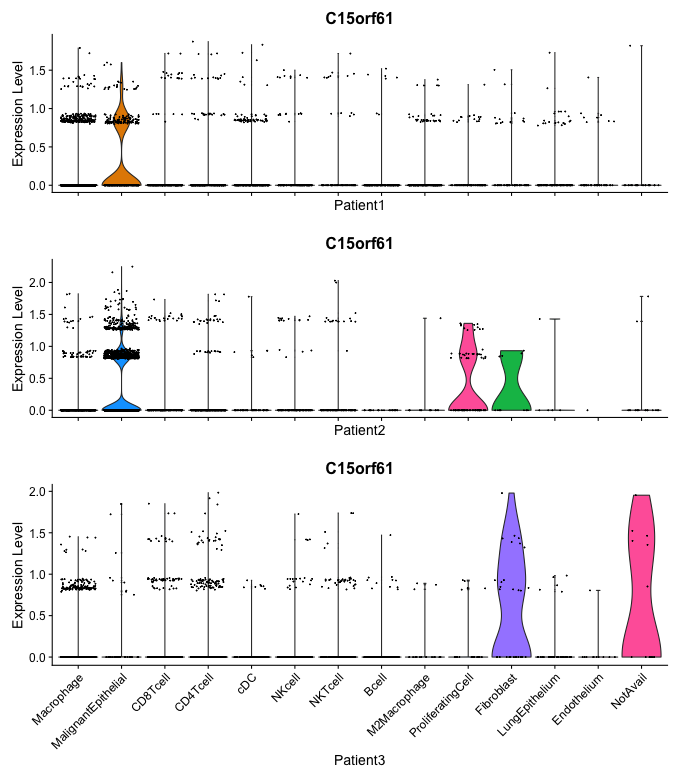 C15orf61
Expression Level
1.5
1.0
0.5
0.0
Patient1
C15orf61
Expression Level
2.0
1.5
1.0
0.5
0.0
Patient2
C15orf61
Expression Level
2.0
1.5
1.0
0.5
0.0
Macrophage
MalignantEpithelial
CD8Tcell
CD4Tcell
cDC
NKcell
NKTcell
Bcell
M2Macrophage
ProliferatingCell
Fibroblast
LungEpithelium
Endothelium
NotAvail
Patient3